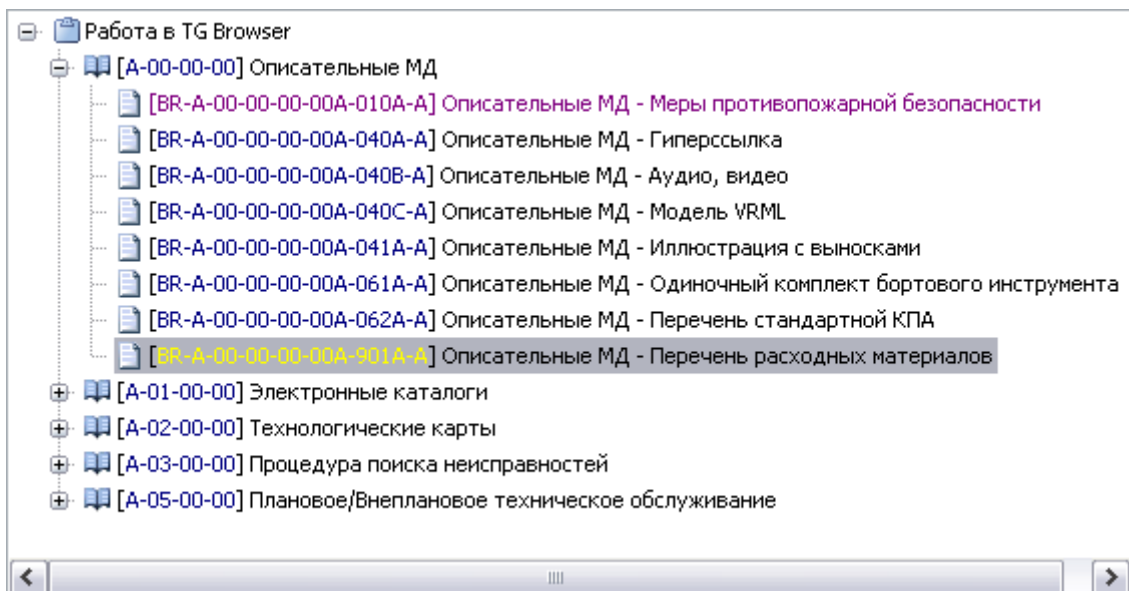 Работа в TG Browser
[A-00-00-00] Описательные МД
[BR-A-00-00-00-00A-010A-A] Описательные МД - Меры противопожарной безопасности
[BR-A-00-00-00-00A-040A-A] Описательные МД - Гиперссылка
[BR-A-00-00-00-00A-040B-A] Описательные МД - Аудио, видео
[BR-A-00-00-00-00A-040C-A] Описательные МД - Модель VRML
[BR-A-00-00-00-00A-041A-A] Описательные МД - Иллюстрация с выносками
[BR-A-00-00-00-00A-061A-A] Описательные МД - Одиночный комплект бортового инструмента
[BR-A-00-00-00-00A-062A-A] Описательные МД - Перечень стандартной КПА
[BR-A-00-00-00-00A-901A-A] Описательные МД - Перечень расходных материалов
[A-01-00-00] Электронные каталоги
[A-02-00-00] Технологические карты
[A-03-00-00] Процедура поиска неисправностей
[A-05-00-00] Плановое/Внеплановое техническое обслуживание